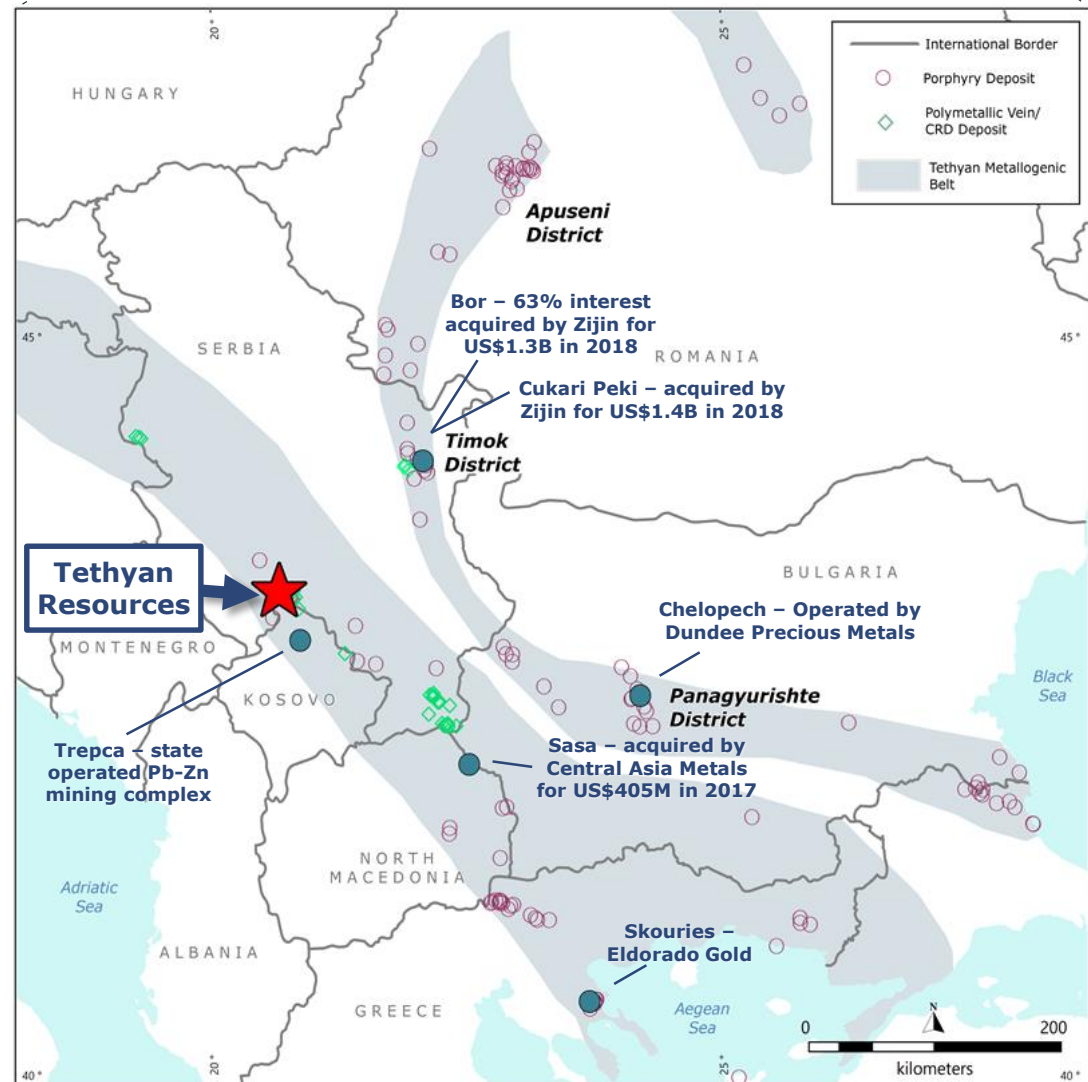 20°
25°
HUNGARY
International Border
Porphyry Deposit
Polymetallic Vein/
CRD Deposit
Tethyan Metallogenic
Belt
Apuseni
District
45°
45°
SERBIA
ROMANIA
Bor – 63% interest
acquired by Zijin for
US$1.3B in 2018
Cukari Peki – acquired by
Zijin for US$1.4B in 2018
Timok
District
Tethyan
Resources
BULGARIA
MONTENEGRO
KOSOVO
Chelopech – Operated by
Dundee Precious Metals
Panagyurishte
District
Black
Sea
Trepca – state
operated Pb-Zn
mining complex
Sasa – acquired by
Central Asia Metals
for US$405M in 2017
NORTH
MACEDONIA
Adriatic
Sea
ALBANIA
Skouries –
Eldorado Gold
GREECE
Aegean
Sea
N
0
200
kilometers
40°
20°
25°
40°